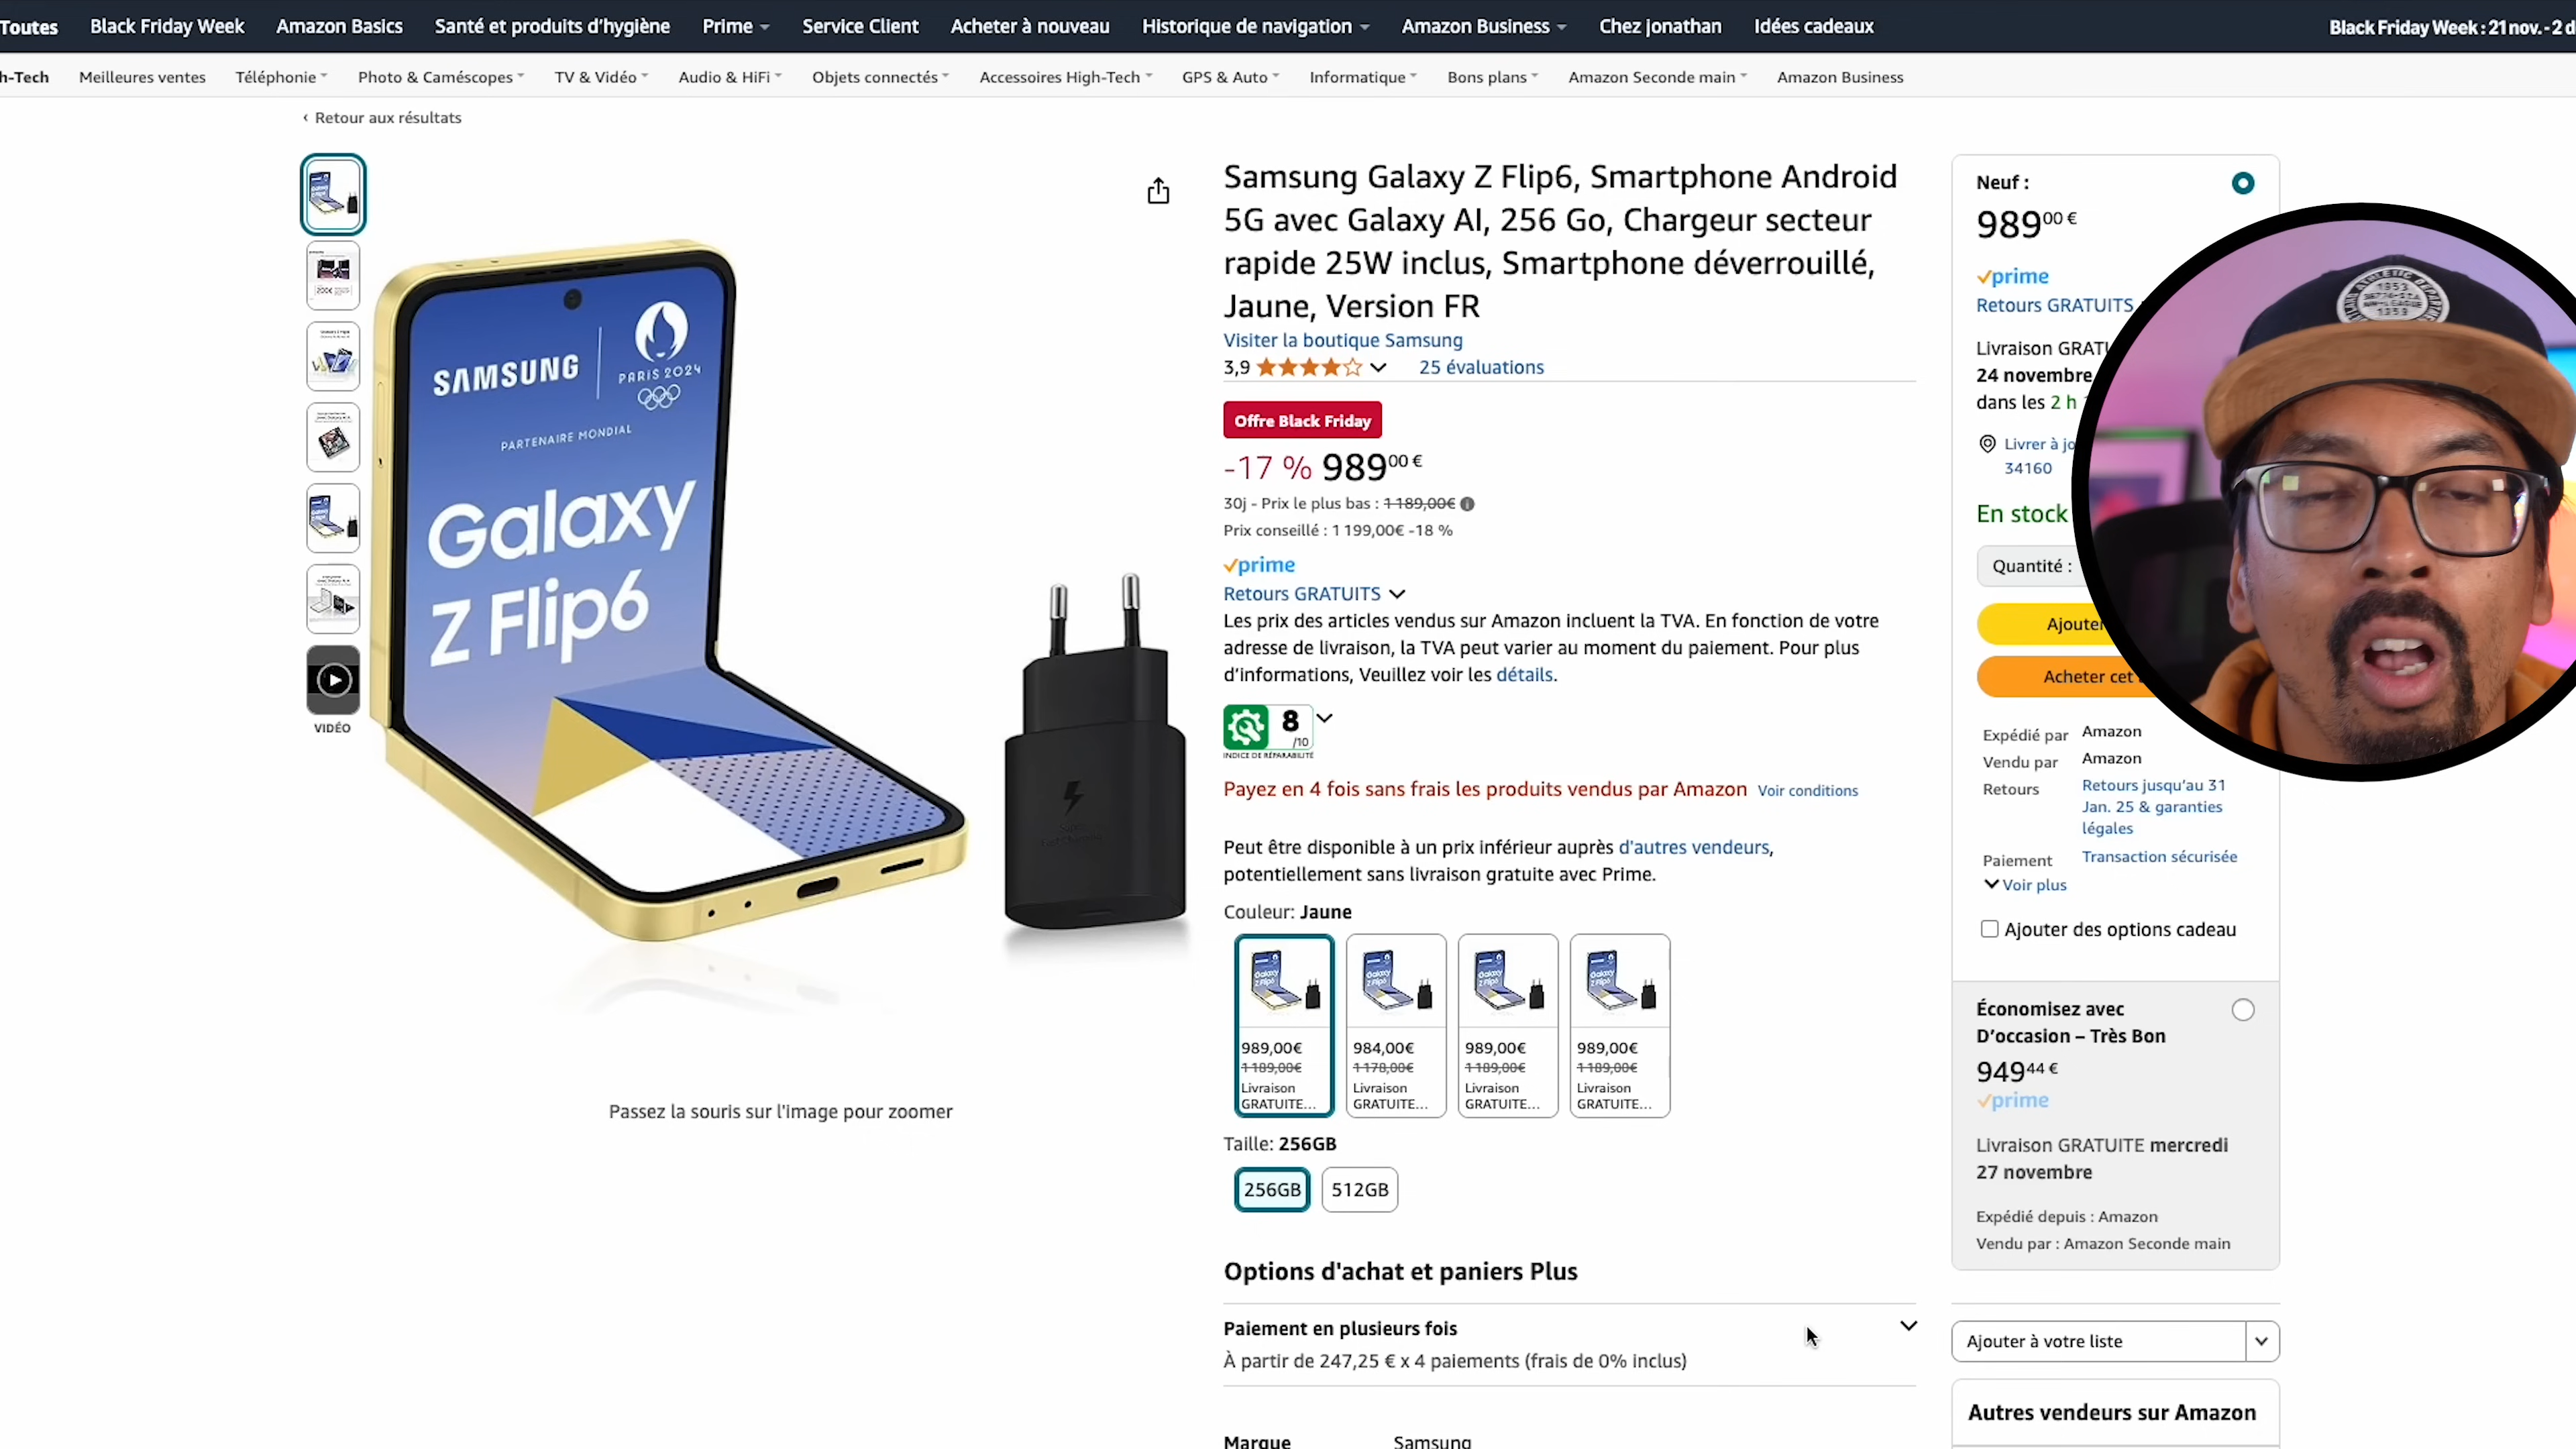 Toutes Black Friday Week Amazon Basics Santé et produits d'hygiène Prime Service Client Acheter à nouveau Historique de navigation Amazon Business Chez jonathan Idées cadeaux Black Friday Week : 21 nov. - 2 d
h-Tech Meilleures ventes Téléphonie Photo & Caméscopes TV & Vidéo Audio & HiFi Objets connectés Accessoires High-Tech GPS & Auto Informatique Bons plans Amazon Seconde main Amazon Business
‹ Retour aux résultats
VIDÉO
SAMSUNG
PARIS 2024
PARTENAIRE MONDIAL
Galaxy
Z Flip6
Passez la souris sur l'image pour zoomer
Samsung Galaxy Z Flip6, Smartphone Android
5G avec Galaxy AI, 256 Go, Chargeur secteur
rapide 25W inclus, Smartphone déverrouillé,
Jaune, Version FR
Visiter la boutique Samsung
3,9 25 évaluations
Offre Black Friday
-17 % 989,00 €
30j - Prix le plus bas : 1 189,00€
Prix conseillé : 1 199,00€ -18 %
prime
Retours GRATUITS
Les prix des articles vendus sur Amazon incluent la TVA. En fonction de votre
adresse de livraison, la TVA peut varier au moment du paiement. Pour plus
d'informations, Veuillez voir les détails.
8 /10
INDICE DE RÉPARABILITÉ
Payez en 4 fois sans frais les produits vendus par Amazon Voir conditions
Peut être disponible à un prix inférieur auprès d'autres vendeurs,
potentiellement sans livraison gratuite avec Prime.
Couleur: Jaune
Galaxy Z Flip6 Galaxy Z Flip6 Galaxy Z Flip6 Galaxy Z Flip6
989,00€ 984,00€ 989,00€ 989,00€
1 189,00€ 1 178,00€ 1 189,00€ 1 189,00€
Livraison Livraison Livraison Livraison
GRATUITE... GRATUITE... GRATUITE... GRATUITE...
Taille: 256GB
256GB 512GB
Options d'achat et paniers Plus
Paiement en plusieurs fois
À partir de 247,25 € x 4 paiements (frais de 0% inclus)
Marque Samsung
Neuf :
989,00 €
prime
Retours GRATUITS
Livraison GRATU
24 novembre
dans les 2 h
Livrer à jo
34160
En stock
Quantité :
Ajouter
Acheter cet
Expédié par Amazon
Vendu par Amazon
Retours Retours jusqu'au 31
Jan. 25 & garanties
légales
Paiement Transaction sécurisée
Voir plus
Ajouter des options cadeau
Économisez avec
D'occasion – Très Bon
949,44 €
prime
Livraison GRATUITE mercredi
27 novembre
Expédié depuis : Amazon
Vendu par : Amazon Seconde main
Ajouter à votre liste
Autres vendeurs sur Amazon
1953
1953